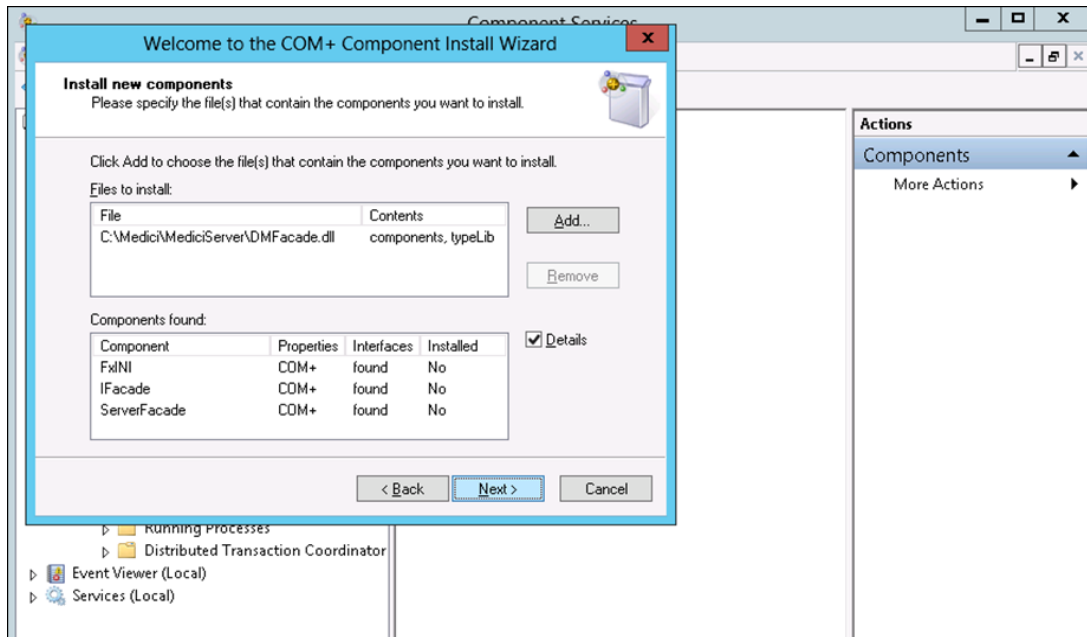 Component Services
Welcome to the COM+ Component Install Wizard
x
Install new components
Please specify the file(s) that contain the components you want to install.
Click Add to choose the file(s) that contain the components you want to install.
Files to install:
File Contents
C:\Medici\MediciServer\DMFacade.dll components, typeLib
Add...
Remove
Components found:
Component Properties Interfaces Installed
FxINI COM+ found No
IFacade COM+ found No
ServerFacade COM+ found No
Details
< Back
Next >
Cancel
Running Processes
Distributed Transaction Coordinator
Event Viewer (Local)
Services (Local)
Actions
Components
More Actions